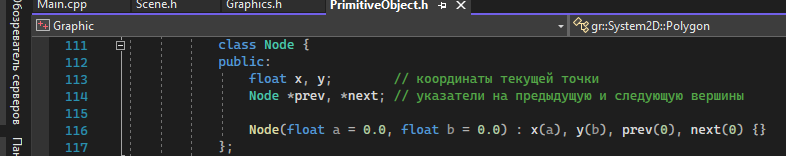 Main.cpp Scene.h Graphics.h PrimitiveObject.h
Graphic gr::System2D::Polygon
Обозреватель серверов
111 class Node {
112 public:
113 float x, y; // координаты текущей точки
114 Node *prev, *next; // указатели на предыдущую и следующую вершины
115
116 Node(float a = 0.0, float b = 0.0) : x(a), y(b), prev(0), next(0) {}
117 };